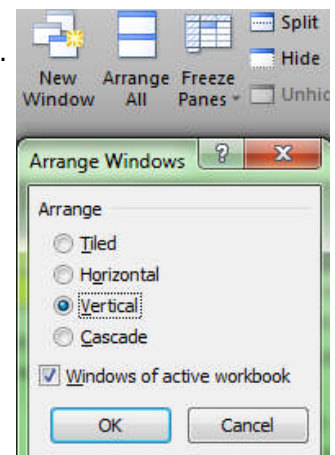 .
New Window
Arrange All
Freeze Panes
Split
Hide
Unhid
Arrange Windows
Arrange
Tiled
Horizontal
Vertical
Cascade
Windows of active workbook
OK Cancel